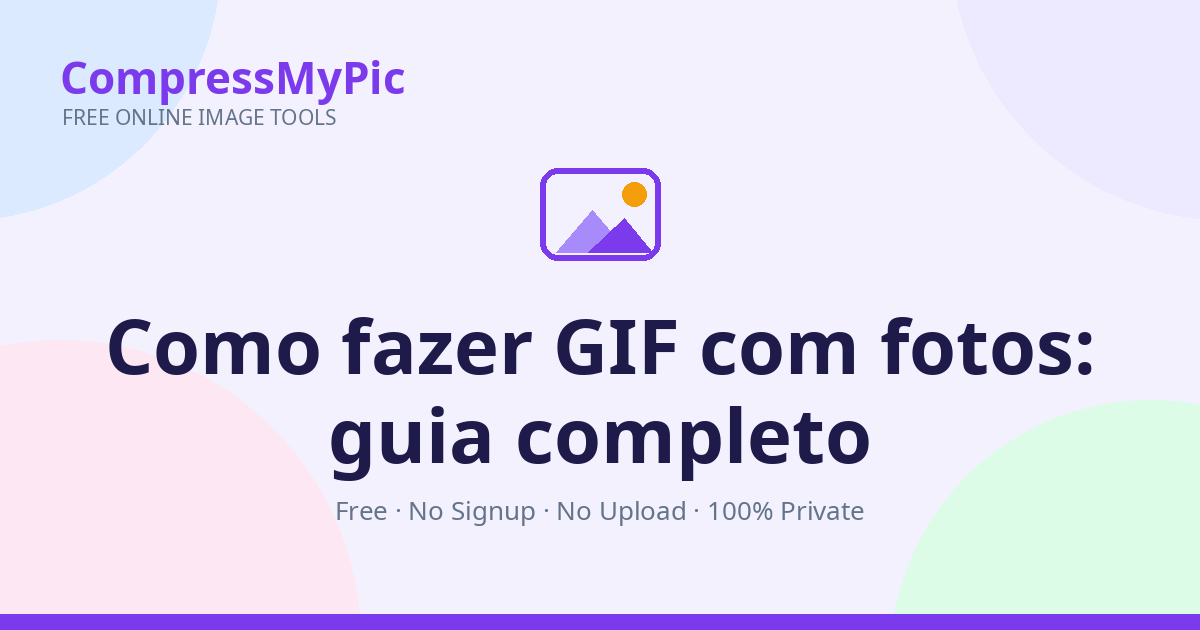 CompressMyPic
FREE ONLINE IMAGE TOOLS
Como fazer GIF com fotos:
guia completo
Free · No Signup · No Upload · 100% Private